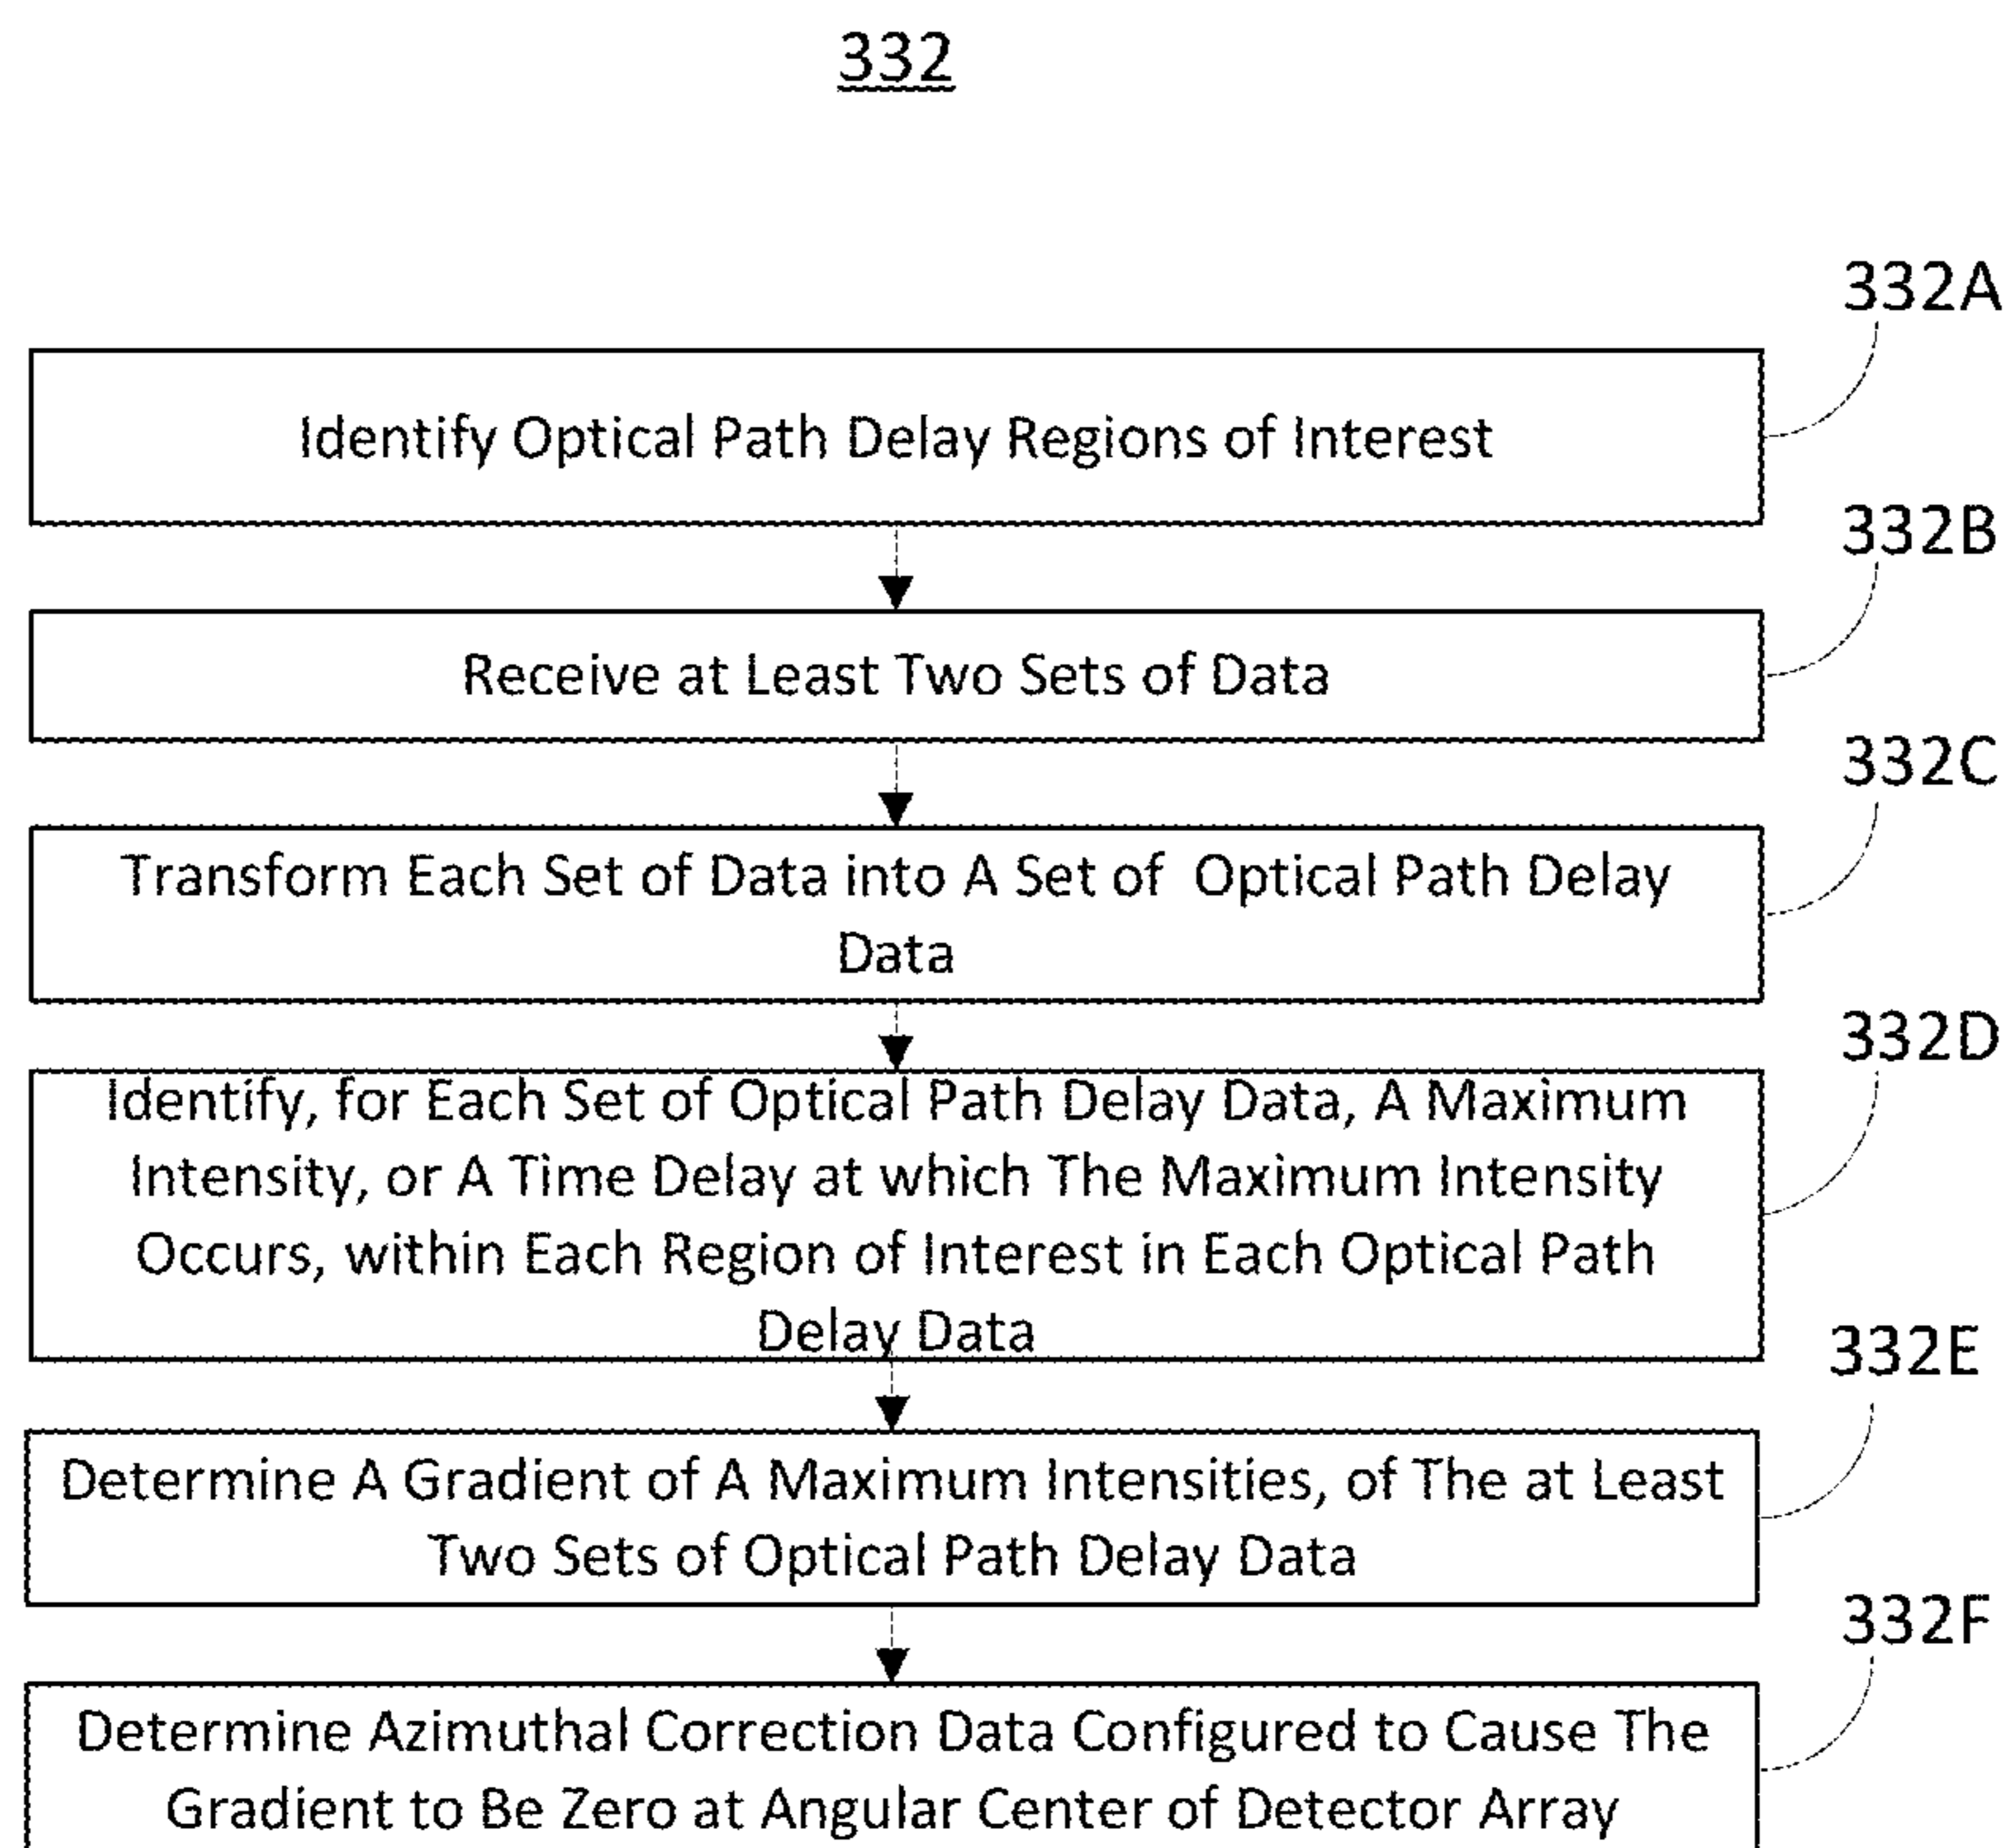 332
332A
Identify Optical Path Delay Regions of Interest
332B
Receive at Least Two Sets of Data
332C
Transform Each Set of Data into A Set of Optical Path Delay
Data
332D
Identify, for Each Set of Optical Path Delay Data, A Maximum
Intensity, or A Time Delay at which The Maximum Intensity
Occurs, within Each Region of Interest in Each Optical Path
Delay Data
332E
Determine A Gradient of A Maximum Intensities, of The at Least
Two Sets of Optical Path Delay Data
332F
Determine Azimuthal Correction Data Configured to Cause The
Gradient to Be Zero at Angular Center of Detector Array